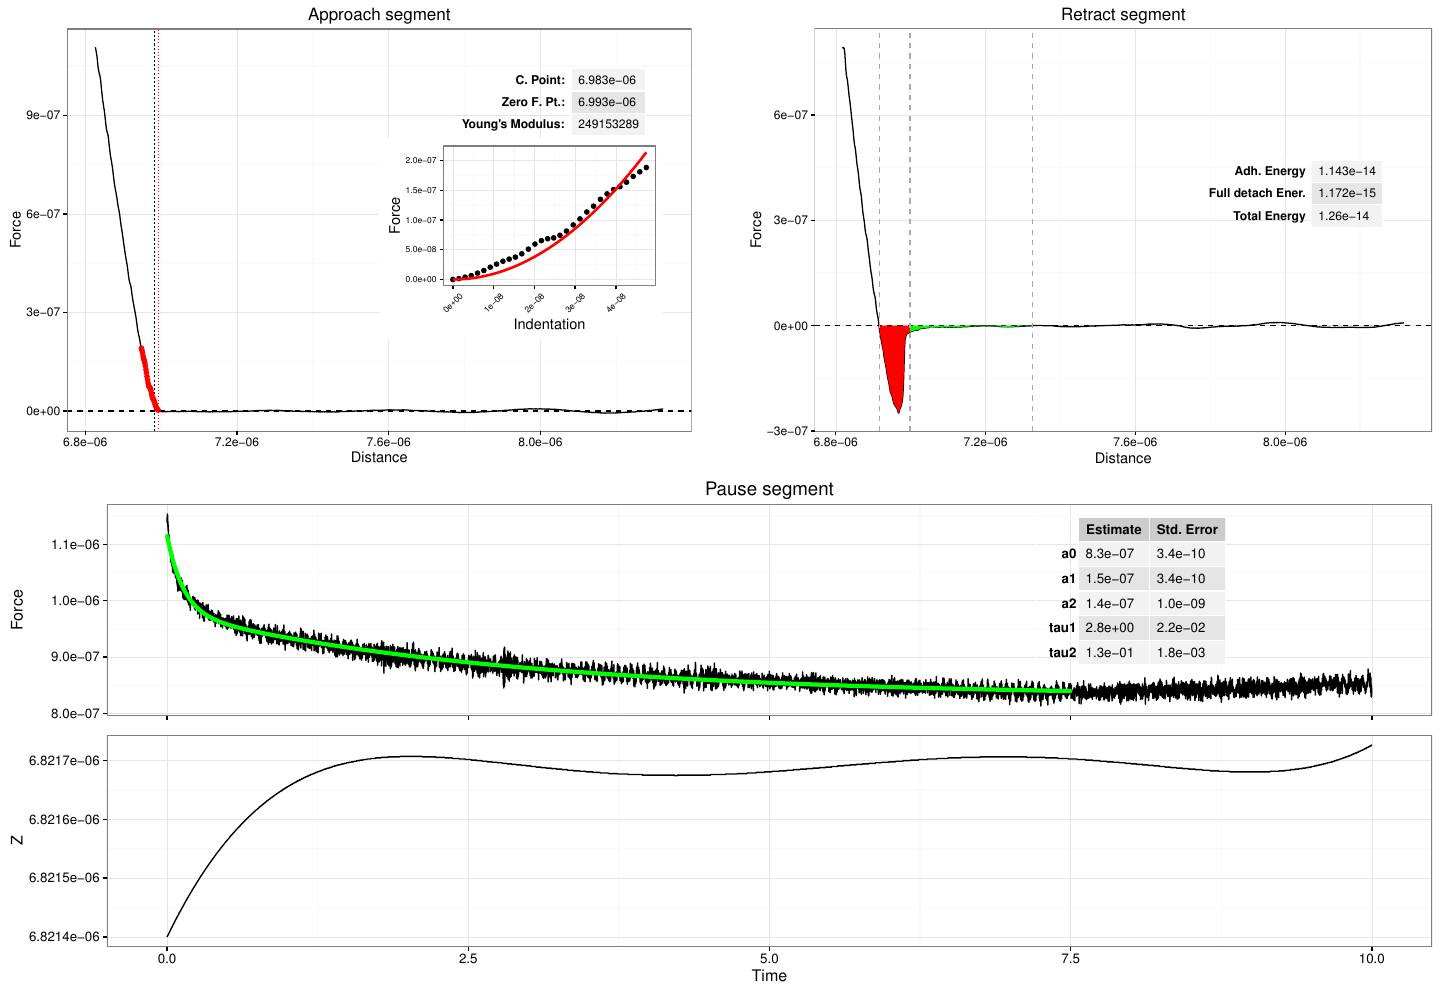 Approach segment
C. Point: 6.983e−06
Zero F. Pt.: 6.993e−06
Young's Modulus: 249153289
9e−07
6e−07
3e−07
0e+00
Force
6.8e−06 7.2e−06 7.6e−06 8.0e−06
Distance
2.0e−07
1.5e−07
1.0e−07
5.0e−08
0.0e+00
Force
0e+00 1e−08 2e−08 3e−08 4e−08
Indentation
Retract segment
Adh. Energy 1.143e−14
Full detach Ener. 1.172e−15
Total Energy 1.26e−14
6e−07
3e−07
0e+00
−3e−07
Force
6.8e−06 7.2e−06 7.6e−06 8.0e−06
Distance
Pause segment
Estimate Std. Error
a0 8.3e−07 3.4e−10
a1 1.5e−07 3.4e−10
a2 1.4e−07 1.0e−09
tau1 2.8e+00 2.2e−02
tau2 1.3e−01 1.8e−03
1.1e−06
1.0e−06
9.0e−07
8.0e−07
Force
6.8217e−06
6.8216e−06
6.8215e−06
6.8214e−06
Z
0.0 2.5 5.0 7.5 10.0
Time